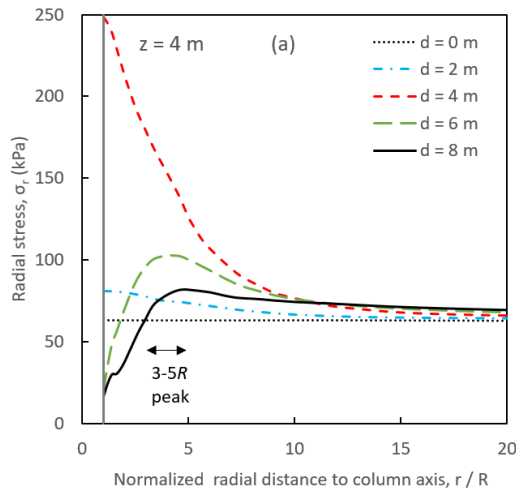 z = 4 m
(a)
d = 0 m
d = 2 m
d = 4 m
d = 6 m
d = 8 m
Radial stress, σr (kPa)
250
200
150
100
50
0
3-5R
peak
0
5
10
15
20
Normalized radial distance to column axis, r / R